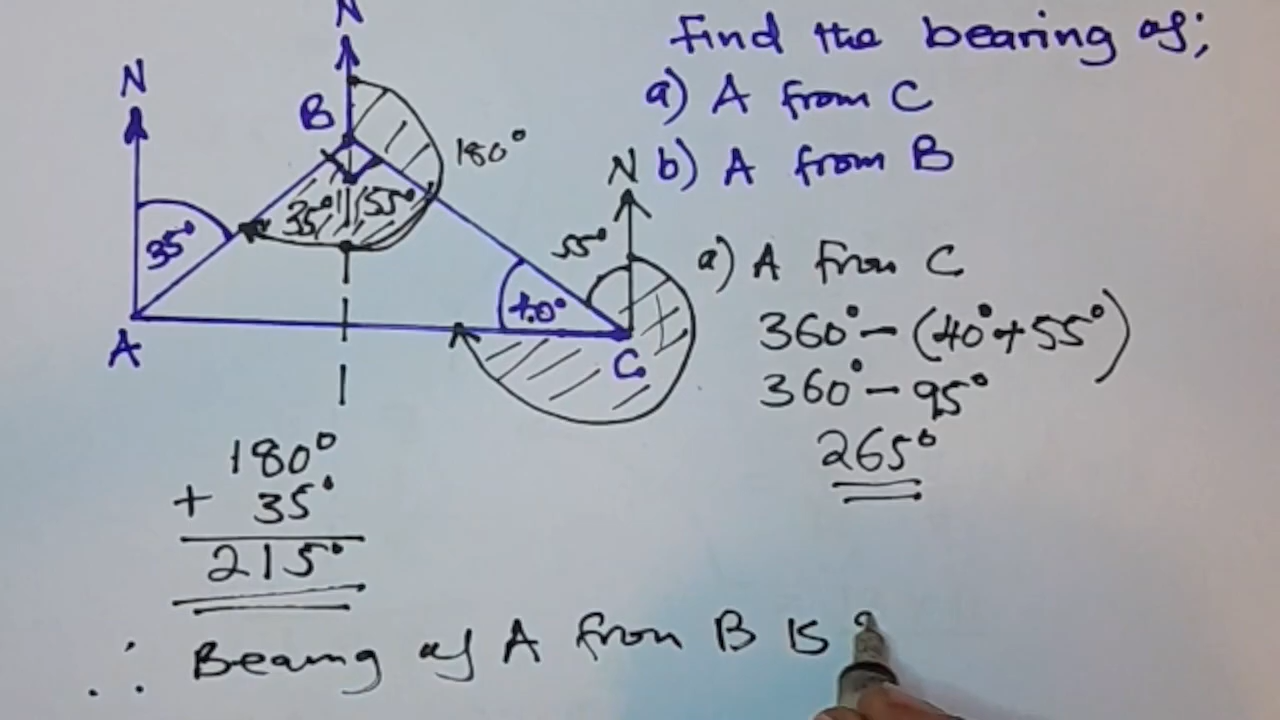 Find the bearing of;
a) A from C
b) A from B
N
N
B
180°
N
35°
35°
55°
55°
40°
A
C
a) A from C
360° - (40° + 55°)
360° - 95°
265°
180°
+ 35°
215°
∴ Bearing of A from B is